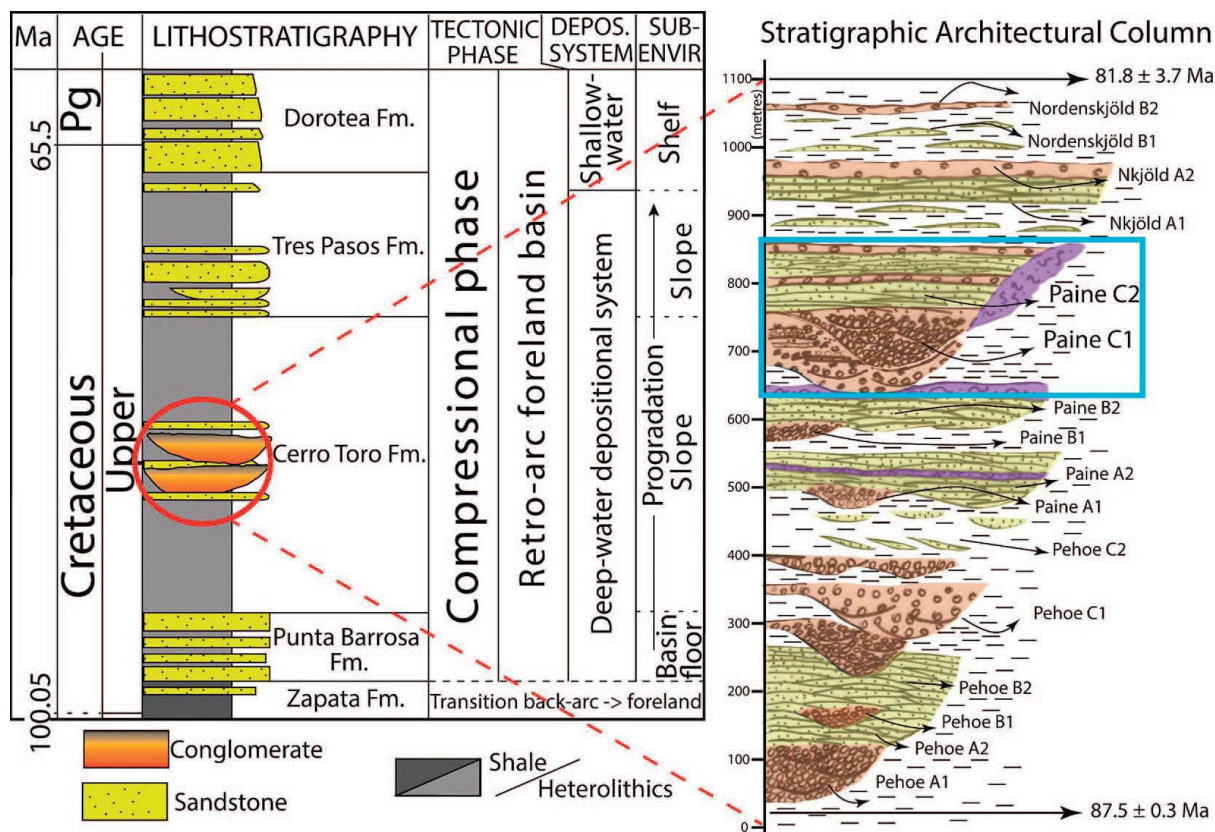 Ma
AGE
LITHOSTRATIGRAPHY
TECTONIC
PHASE
DEPOS.
SYSTEM
SUB-
ENVIR
Pg
65.5
Cretaceous
Upper
100.05
Dorotea Fm.
Tres Pasos Fm.
Cerro Toro Fm.
Punta Barrosa
Fm.
Zapata Fm.
Compressional phase
Retro-arc foreland basin
Transition back-arc -> foreland
Shallow-
water
Deep-water depositional system
Shelf
Slope
Progradation
Slope
Basin
floor
Conglomerate
Sandstone
Shale
Heterolithics
Stratigraphic Architectural Column
1100
(metres)
1000
900
800
700
600
500
400
300
200
100
0
81.8 ± 3.7 Ma
Nordenskjöld B2
Nordenskjöld B1
Nkjöld A2
Nkjöld A1
Paine C2
Paine C1
Paine B2
Paine B1
Paine A2
Paine A1
Pehoe C2
Pehoe C1
Pehoe B2
Pehoe B1
Pehoe A2
Pehoe A1
87.5 ± 0.3 Ma